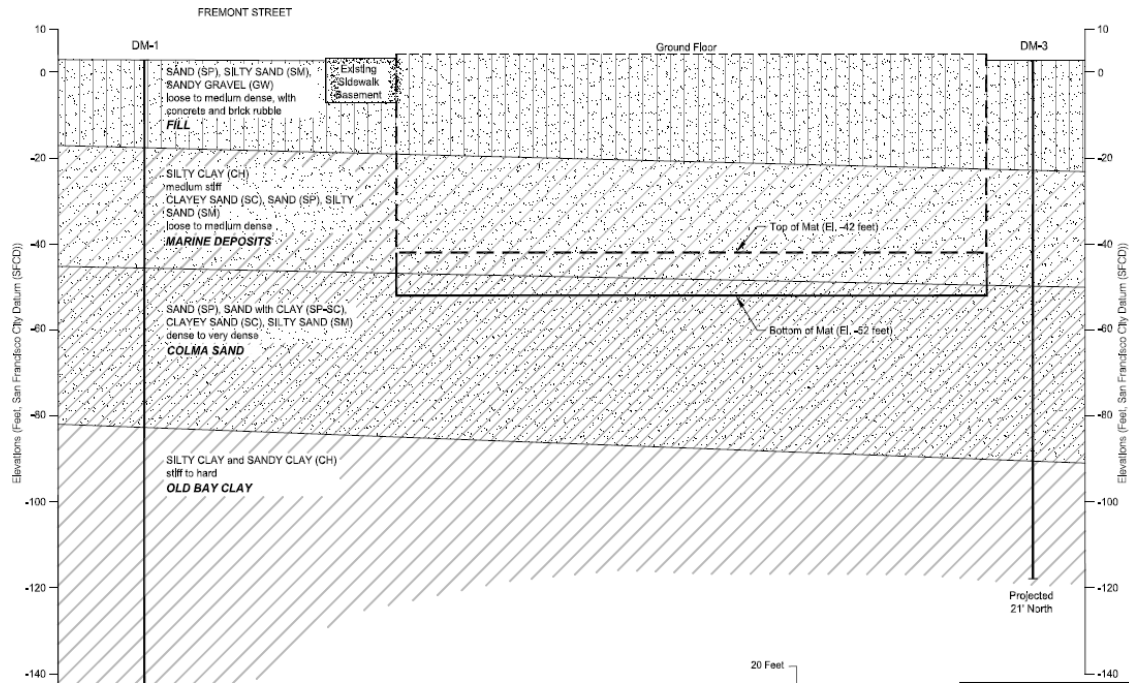 FREMONT STREET
10
0
-20
-40
-60
-80
-100
-120
-140
Elevations (Feet, San Francisco City Datum (SFCD))
DM-1
SAND (SP), SILTY SAND (SM),
SANDY GRAVEL (GW)
loose to medium dense, with
concrete and brick rubble
FILL
Existing
Sidewalk
Basement
Ground Floor
DM-3
SILTY CLAY (CH)
medium stiff
CLAYEY SAND (SC), SAND (SP), SILTY
SAND (SM)
loose to medium dense
MARINE DEPOSITS
Top of Mat (El. -42 feet)
SAND (SP), SAND with CLAY (SP-SC),
CLAYEY SAND (SC), SILTY SAND (SM)
dense to very dense
COLMA SAND
Bottom of Mat (El. -52 feet)
SILTY CLAY and SANDY CLAY (CH)
stiff to hard
OLD BAY CLAY
Projected
21' North
20 Feet
10
0
-20
-40
-60
-80
-100
-120
-140
Elevations (Feet, San Francisco City Datum (SFCD))